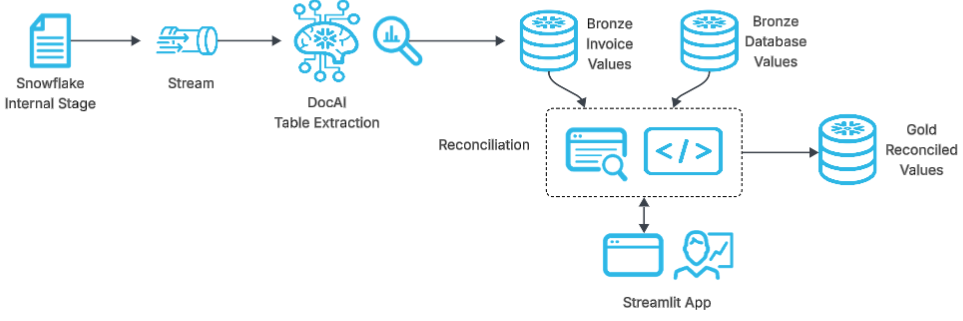 Snowflake
Internal Stage
Stream
DocAI
Table Extraction
Bronze
Invoice
Values
Bronze
Database
Values
Reconciliation
</>
Gold
Reconciled
Values
Streamlit App